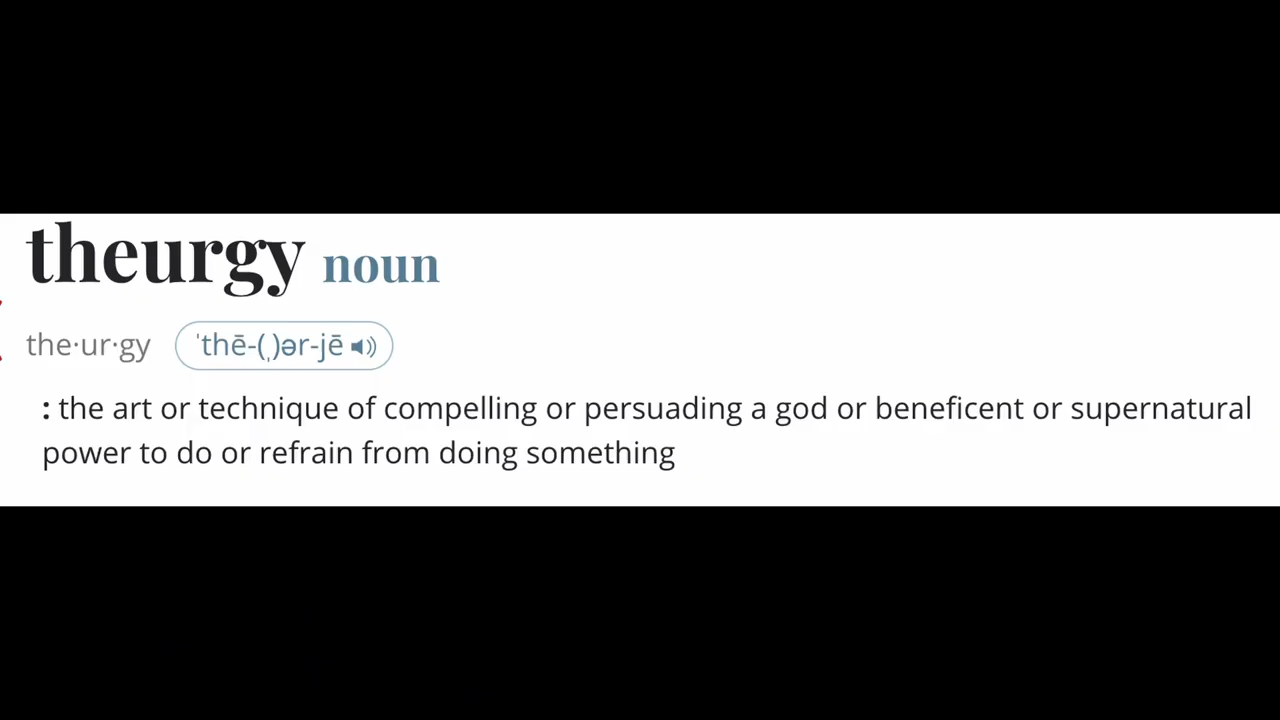 theurgy noun
the·ur·gy ˈthē-(ˌ)ər-jē
: the art or technique of compelling or persuading a god or beneficent or supernatural
power to do or refrain from doing something